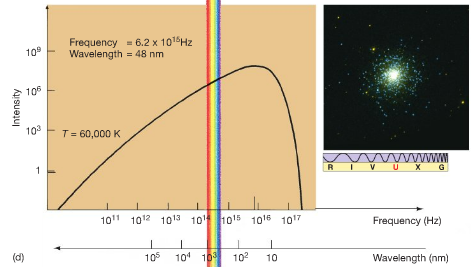 Frequency = 6.2 x 10¹⁵Hz
Wavelength = 48 nm
10⁹
10⁶
10³
1
Intensity
T = 60,000 K
10¹¹ 10¹² 10¹³ 10¹⁴ 10¹⁵ 10¹⁶ 10¹⁷
Frequency (Hz)
R I V U X G
(d)
10⁵ 10⁴ 10³ 10² 10
Wavelength (nm)